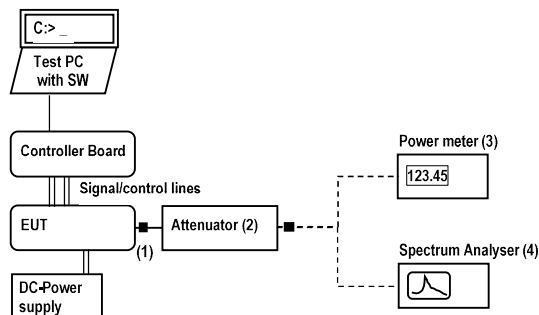 C:> _
Test PC
with SW
Controller Board
Signal/control lines
EUT
(1)
Attenuator (2)
DC-Power
supply
Power meter (3)
123.45
Spectrum Analyser (4)